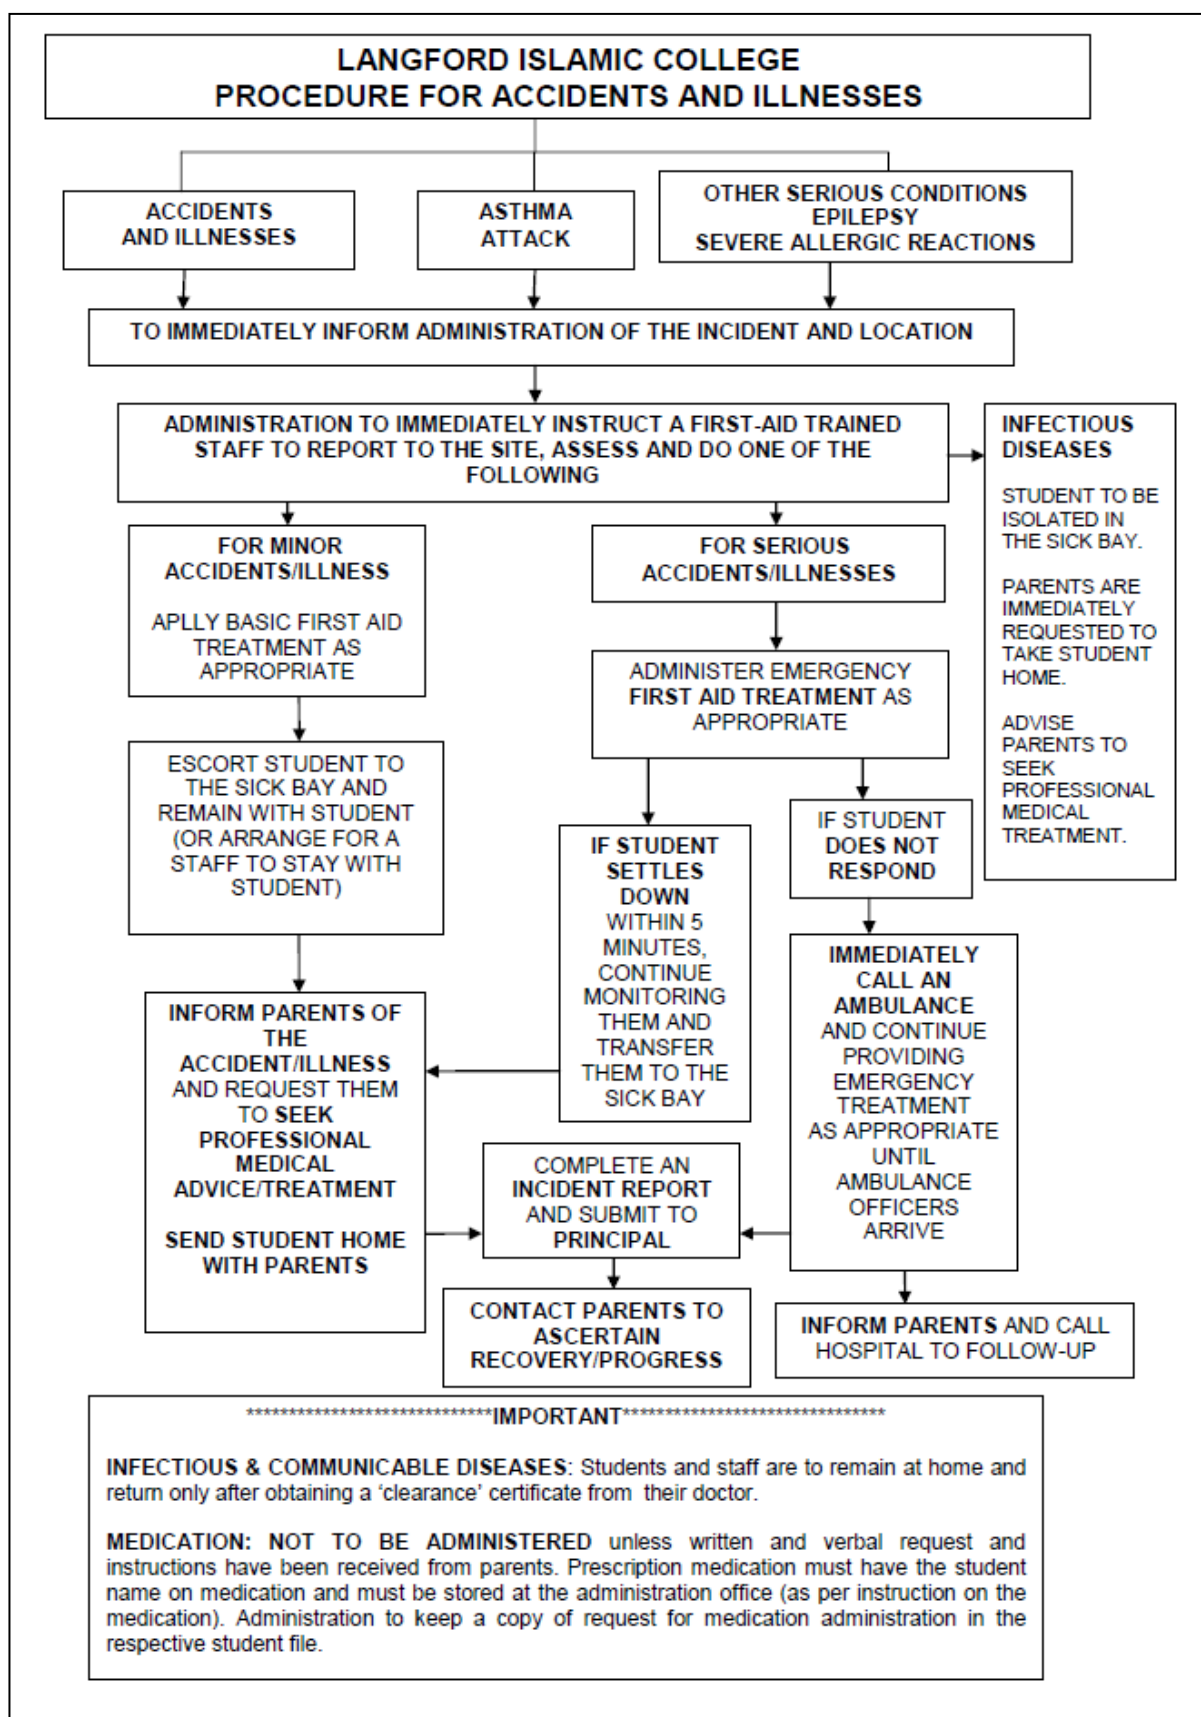 LANGFORD ISLAMIC COLLEGE
PROCEDURE FOR ACCIDENTS AND ILLNESSES
ACCIDENTS
AND ILLNESSES
ASTHMA
ATTACK
OTHER SERIOUS CONDITIONS
EPILEPSY
SEVERE ALLERGIC REACTIONS
TO IMMEDIATELY INFORM ADMINISTRATION OF THE INCIDENT AND LOCATION
ADMINISTRATION TO IMMEDIATELY INSTRUCT A FIRST-AID TRAINED
STAFF TO REPORT TO THE SITE, ASSESS AND DO ONE OF THE
FOLLOWING
INFECTIOUS
DISEASES
STUDENT TO BE
ISOLATED IN
THE SICK BAY.
PARENTS ARE
IMMEDIATELY
REQUESTED TO
TAKE STUDENT
HOME.
ADVISE
PARENTS TO
SEEK
PROFESSIONAL
MEDICAL
TREATMENT.
FOR MINOR
ACCIDENTS/ILLNESS
APLLY BASIC FIRST AID
TREATMENT AS
APPROPRIATE
ESCORT STUDENT TO
THE SICK BAY AND
REMAIN WITH STUDENT
(OR ARRANGE FOR A
STAFF TO STAY WITH
STUDENT)
INFORM PARENTS OF
THE
ACCIDENT/ILLNESS
AND REQUEST THEM
TO SEEK
PROFESSIONAL
MEDICAL
ADVICE/TREATMENT
SEND STUDENT HOME
WITH PARENTS
FOR SERIOUS
ACCIDENTS/ILLNESSES
ADMINISTER EMERGENCY
FIRST AID TREATMENT AS
APPROPRIATE
IF STUDENT
SETTLES
DOWN
WITHIN 5
MINUTES,
CONTINUE
MONITORING
THEM AND
TRANSFER
THEM TO THE
SICK BAY
IF STUDENT
DOES NOT
RESPOND
IMMEDIATELY
CALL AN
AMBULANCE
AND CONTINUE
PROVIDING
EMERGENCY
TREATMENT
AS APPROPRIATE
UNTIL
AMBULANCE
OFFICERS
ARRIVE
COMPLETE AN
INCIDENT REPORT
AND SUBMIT TO
PRINCIPAL
CONTACT PARENTS TO
ASCERTAIN
RECOVERY/PROGRESS
INFORM PARENTS AND CALL
HOSPITAL TO FOLLOW-UP
*****************************IMPORTANT*******************************
INFECTIOUS & COMMUNICABLE DISEASES: Students and staff are to remain at home and
return only after obtaining a ‘clearance’ certificate from their doctor.
MEDICATION: NOT TO BE ADMINISTERED unless written and verbal request and
instructions have been received from parents. Prescription medication must have the student
name on medication and must be stored at the administration office (as per instruction on the
medication). Administration to keep a copy of request for medication administration in the
respective student file.